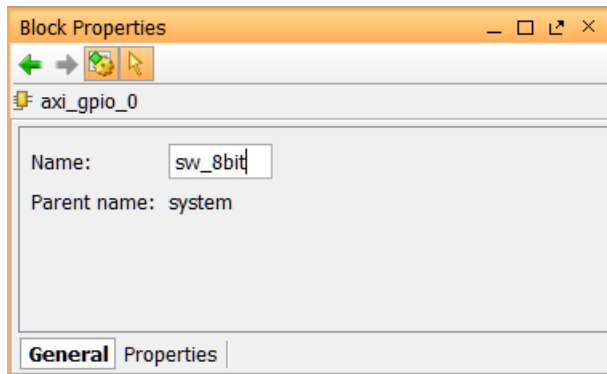 Block Properties
axi_gpio_0
Name: sw_8bit
Parent name: system
General Properties